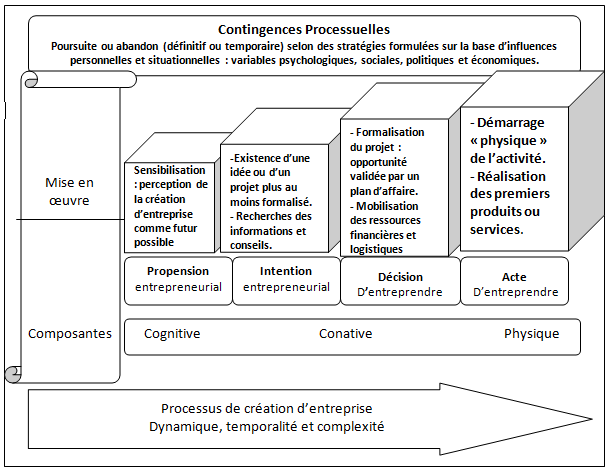 Contingences Processuelles
Poursuite ou abandon (définitif ou temporaire) selon des stratégies formulées sur la base d’influences
personnelles et situationnelles : variables psychologiques, sociales, politiques et économiques.
Mise en
œuvre
Sensibilisation
: perception de
la création
d’entreprise
comme futur
possible
-Existence d’une
idée ou d’un
projet plus au
moins formalisé.
- Recherches des
informations et
conseils.
- Formalisation
du projet :
opportunité
validée par un
plan d’affaire.
- Mobilisation
des ressources
financières et
logistiques
- Démarrage
« physique »
de l’activité.
- Réalisation
des premiers
produits ou
services.
Propension
entrepreneurial
Intention
entrepreneurial
Décision
D’entreprendre
Acte
D’entreprendre
Composantes
Cognitive
Conative
Physique
Processus de création d’entreprise
Dynamique, temporalité et complexité